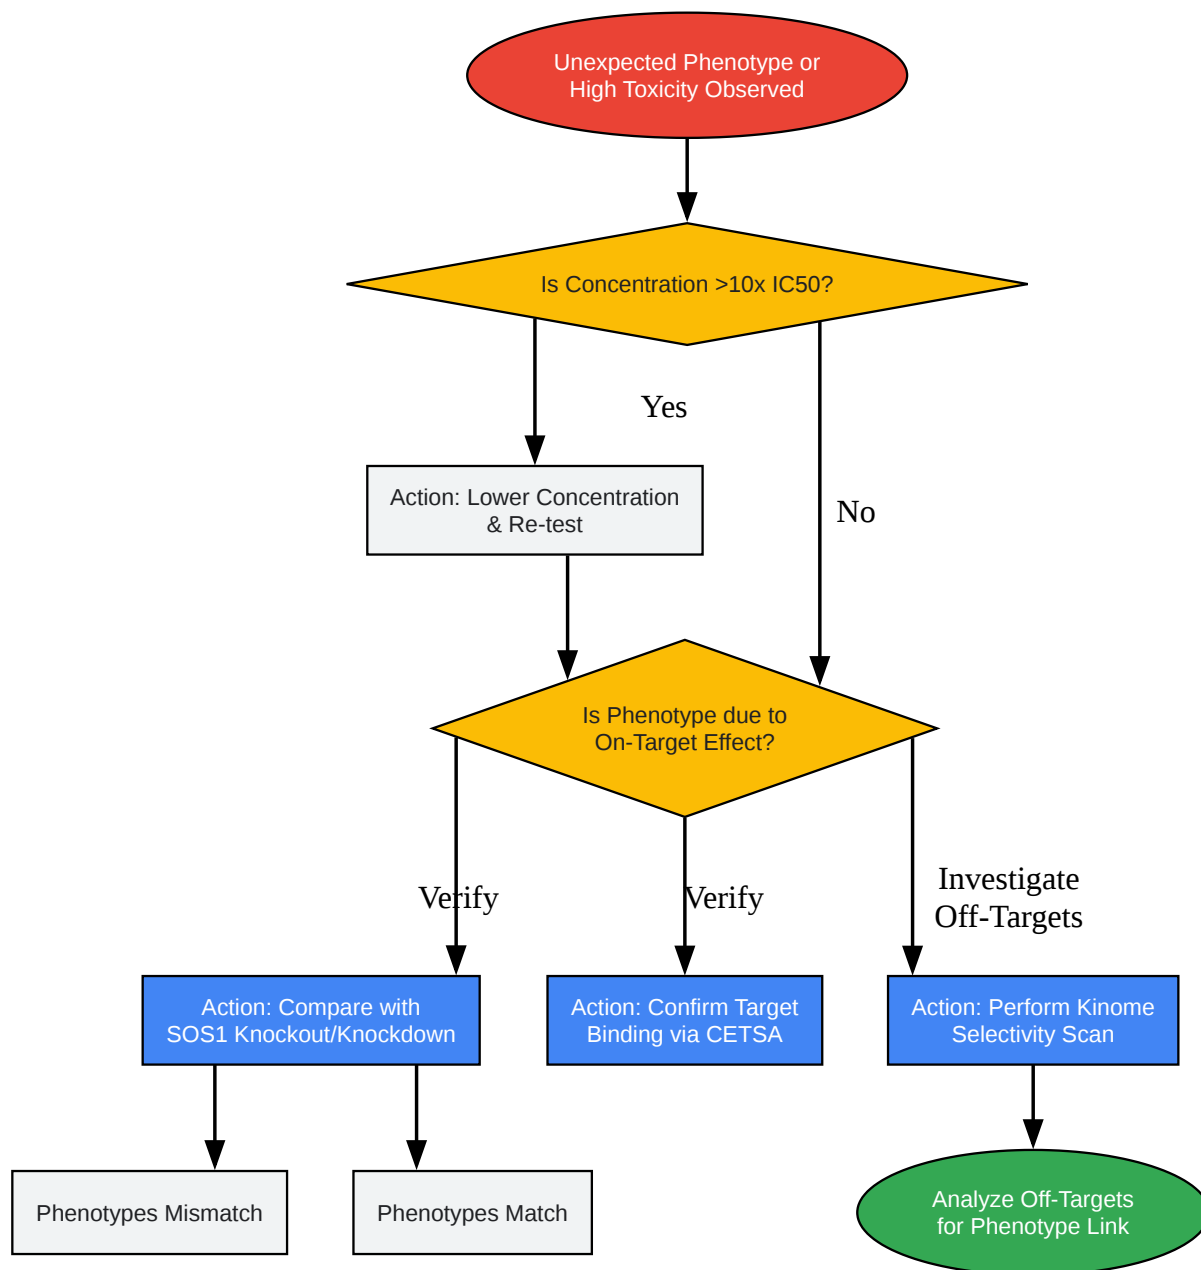 Unexpected Phenotype or
High Toxicity Observed
Is Concentration >10x IC50?
Yes
Action: Lower Concentration
& Re-test
No
Is Phenotype due to
On-Target Effect?
Verify
Verify
Investigate
Off-Targets
Action: Compare with
SOS1 Knockout/Knockdown
Action: Confirm Target
Binding via CETSA
Action: Perform Kinome
Selectivity Scan
Phenotypes Mismatch
Phenotypes Match
Analyze Off-Targets
for Phenotype Link